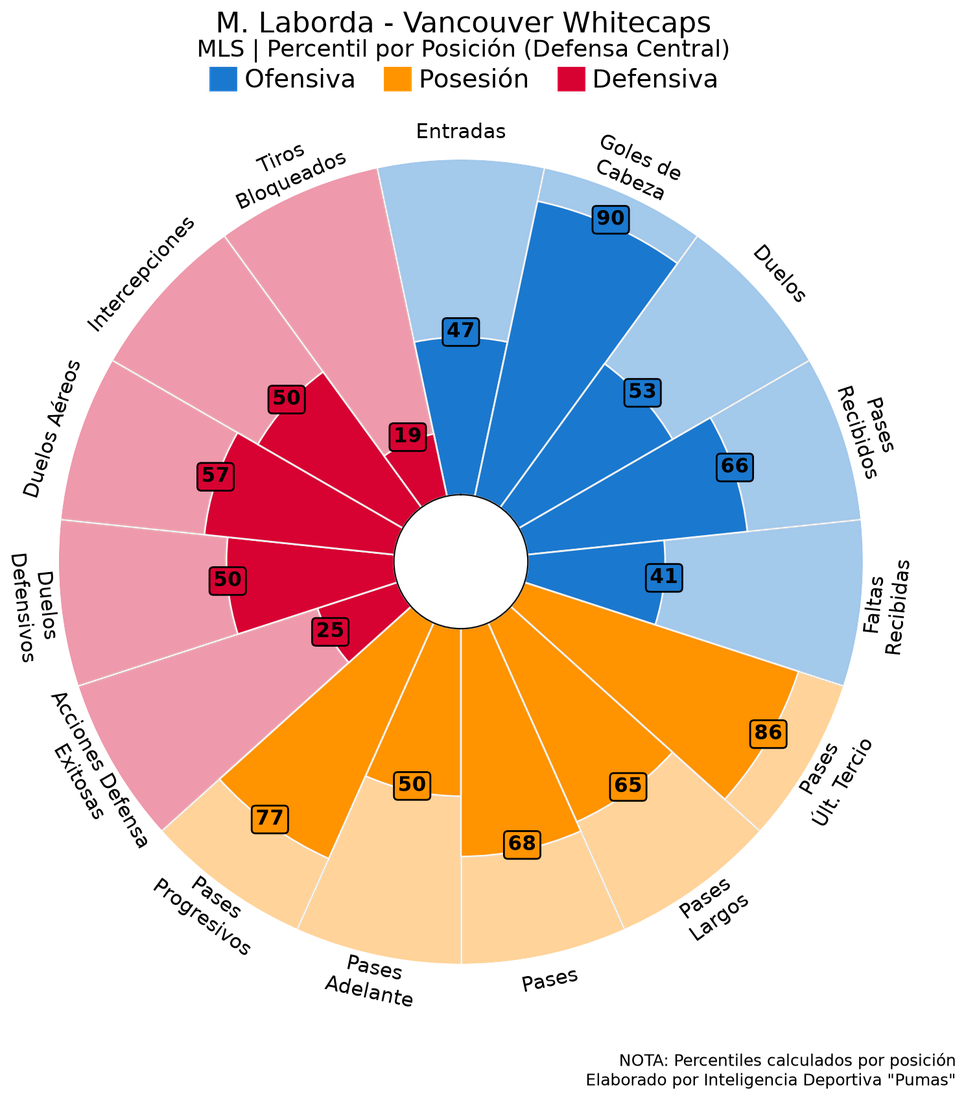 M. Laborda - Vancouver Whitecaps
MLS | Percentil por Posición (Defensa Central)
Ofensiva
Posesión
Defensiva
Entradas
47
Goles de
Cabeza
90
Duelos
53
Pases
Recibidos
66
Faltas
Recibidas
41
Pases
Últ. Tercio
86
Pases
Largos
65
Pases
68
Pases
Adelante
50
Pases
Progresivos
77
Acciones Defensa
Exitosas
25
Duelos
Defensivos
50
Duelos Aéreos
57
Intercepciones
50
Tiros
Bloqueados
19
NOTA: Percentiles calculados por posición
Elaborado por Inteligencia Deportiva "Pumas"